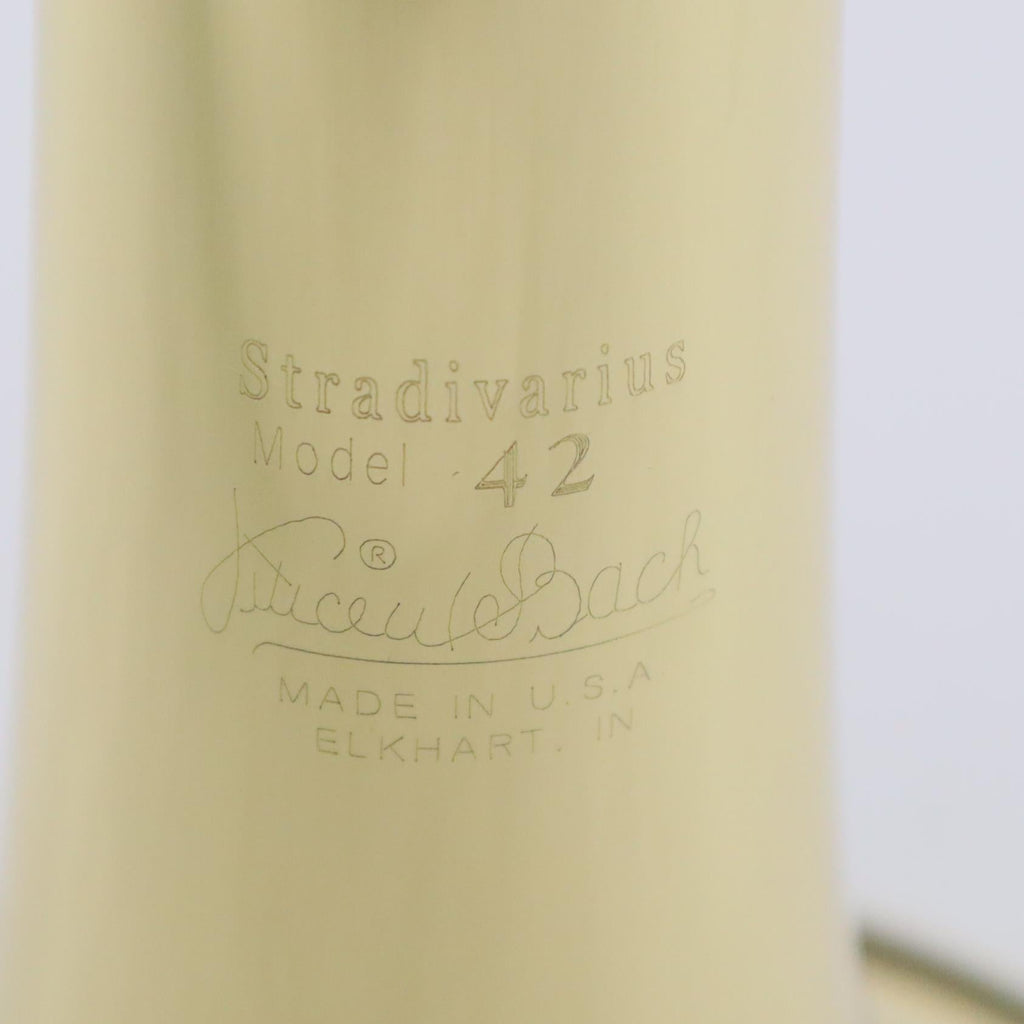 Stradivarius
Model 42
Vincent Bach ®
MADE IN U.S.A
ELKHART. IN